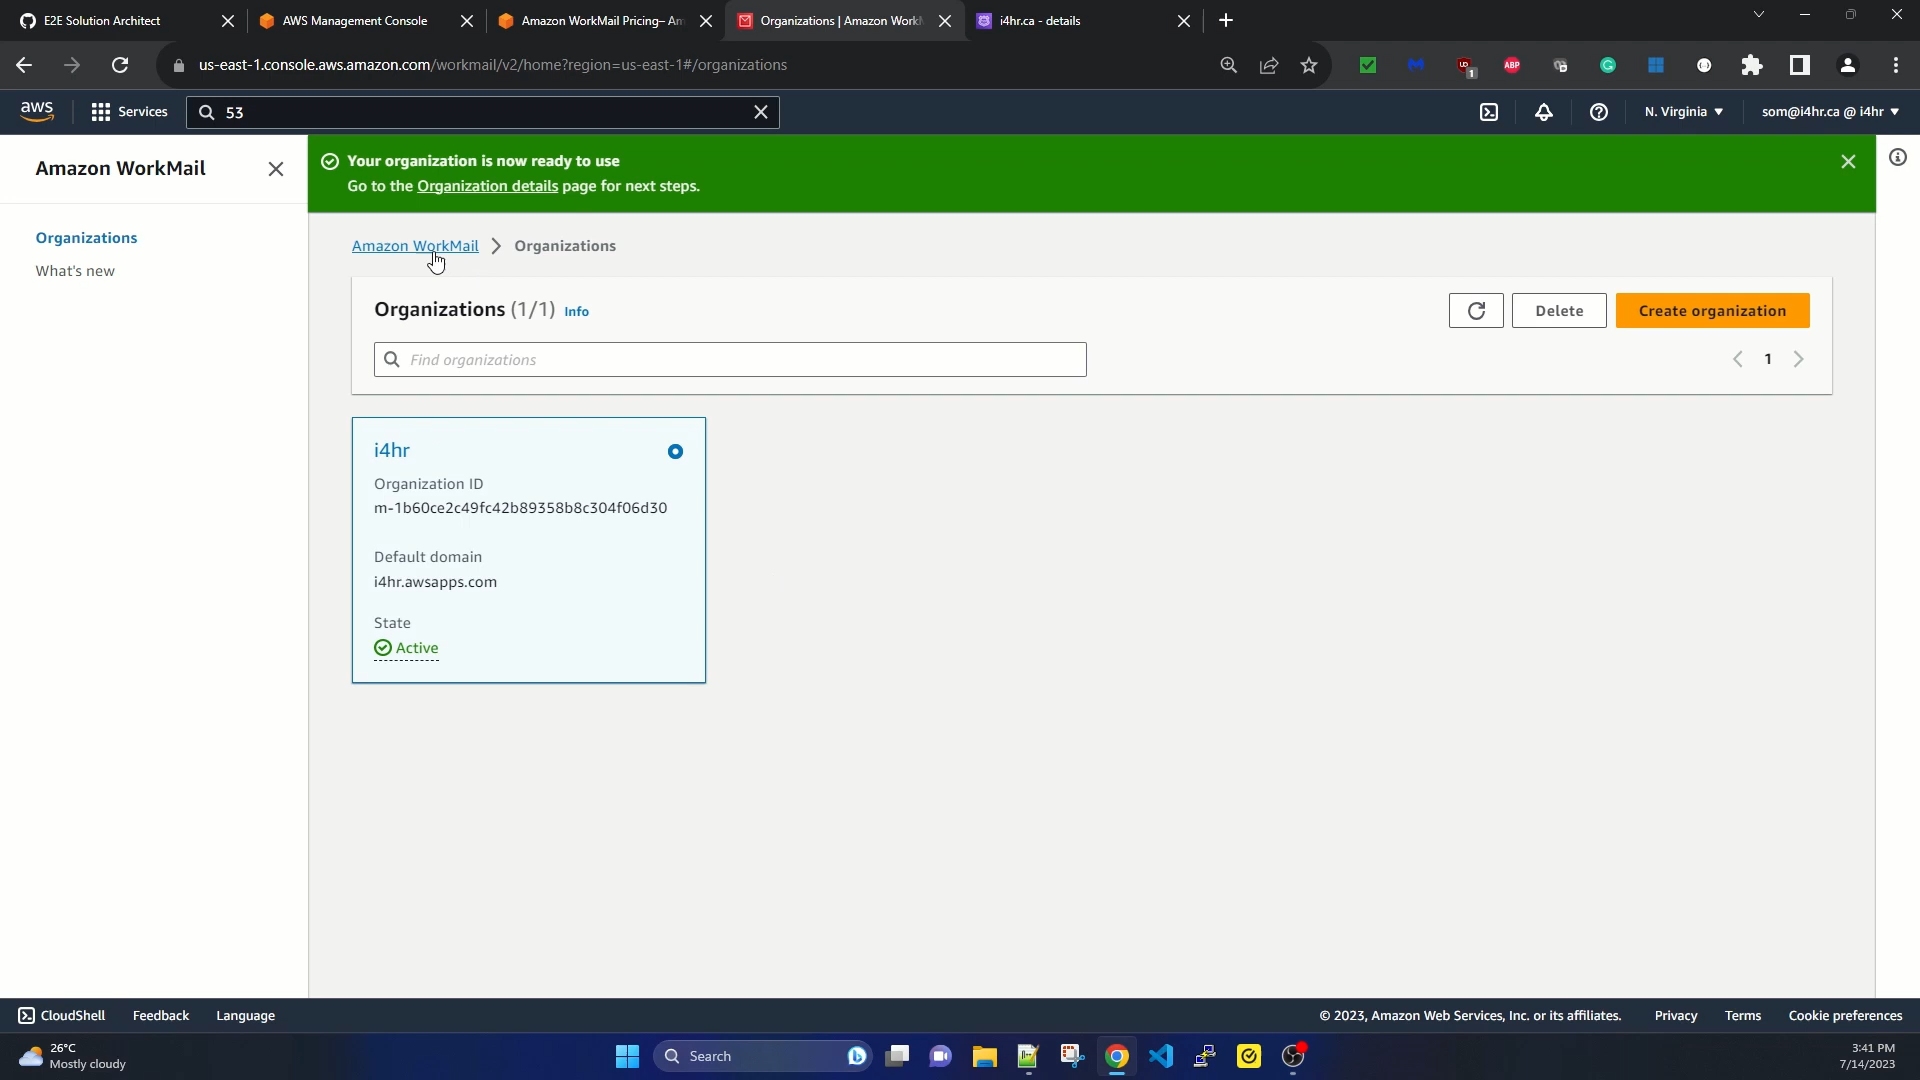 E2E Solution Architect
AWS Management Console
Amazon WorkMail Pricing– Am
Organizations | Amazon WorkM
i4hr.ca - details
us-east-1.console.aws.amazon.com/workmail/v2/home?region=us-east-1#/organizations
1
ABP
aws
Services
53
N. Virginia
som@i4hr.ca @ i4hr
Amazon WorkMail
Organizations
What's new
Your organization is now ready to use
Go to the Organization details page for next steps.
Amazon WorkMail
Organizations
Organizations (1/1) Info
Delete
Create organization
Find organizations
1
i4hr
Organization ID
m-1b60ce2c49fc42b89358b8c304f06d30
Default domain
i4hr.awsapps.com
State
Active
CloudShell
Feedback
Language
© 2023, Amazon Web Services, Inc. or its affiliates.
Privacy
Terms
Cookie preferences
26°C
Mostly cloudy
Search
3:41 PM
7/14/2023